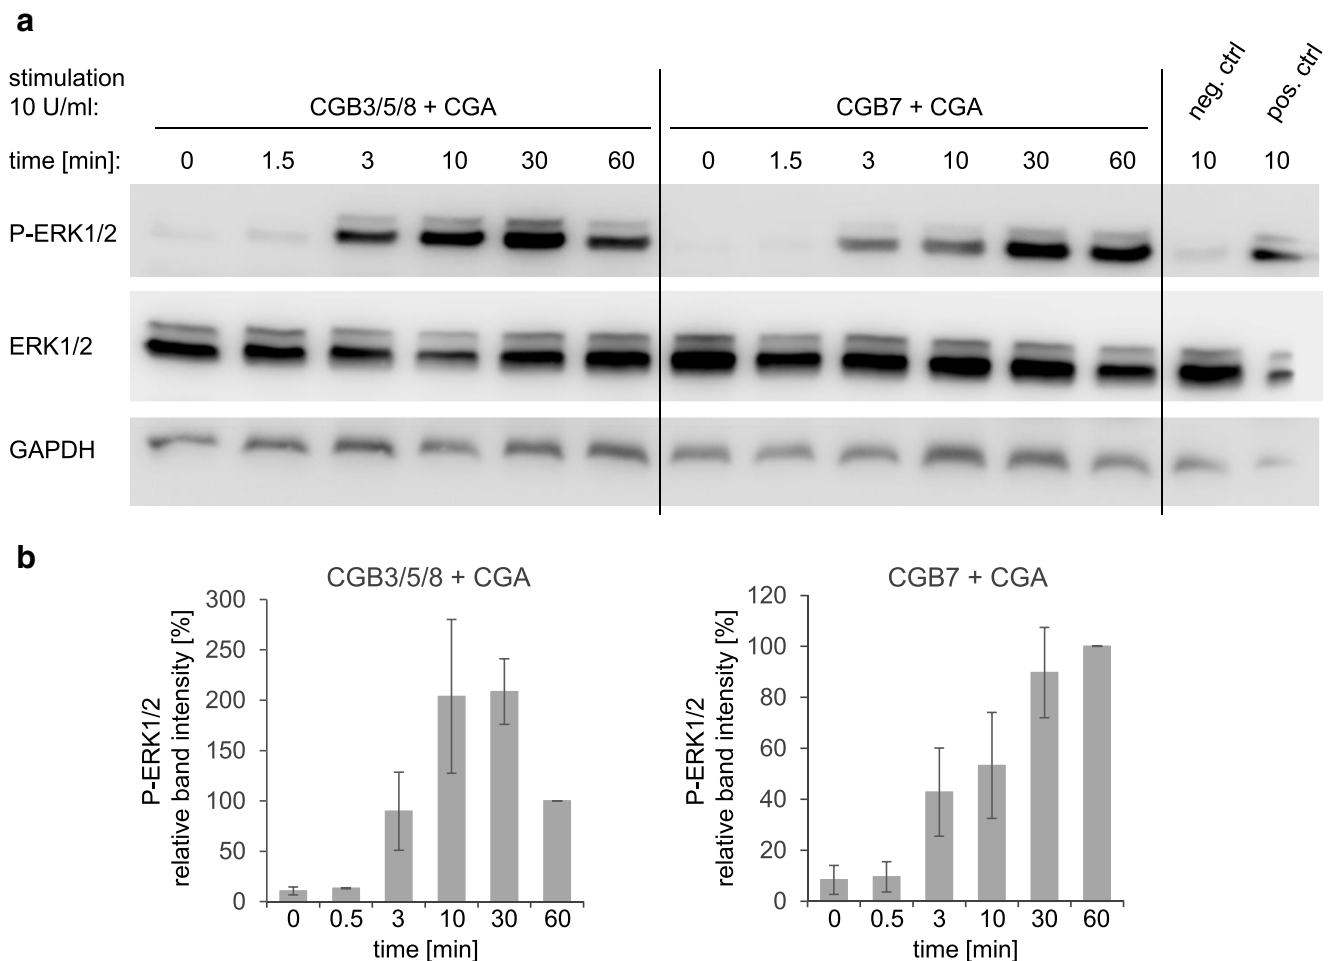 a
stimulation
10 U/ml:
CGB3/5/8 + CGA
CGB7 + CGA
neg. ctrl
pos. ctrl
time [min]: 0 1.5 3 10 30 60 0 1.5 3 10 30 60 10 10
P-ERK1/2
ERK1/2
GAPDH
b
CGB3/5/8 + CGA
P-ERK1/2
relative band intensity [%]
300
250
200
150
100
50
0
0 0.5 3 10 30 60
time [min]
CGB7 + CGA
P-ERK1/2
relative band intensity [%]
120
100
80
60
40
20
0
0 0.5 3 10 30 60
time [min]